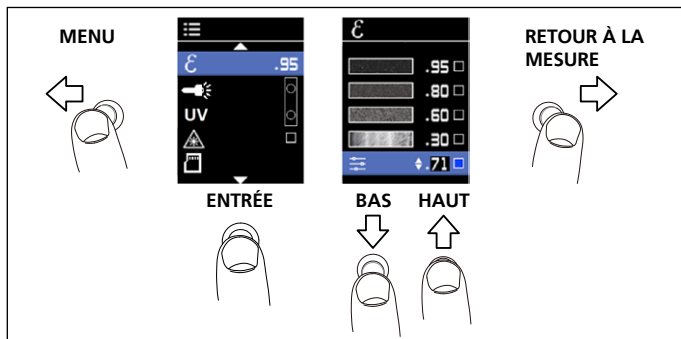 MENU
ε
.95
UV
ENTRÉE
ε
.95
.80
.60
.30
.71
BAS HAUT
RETOUR À LA
MESURE